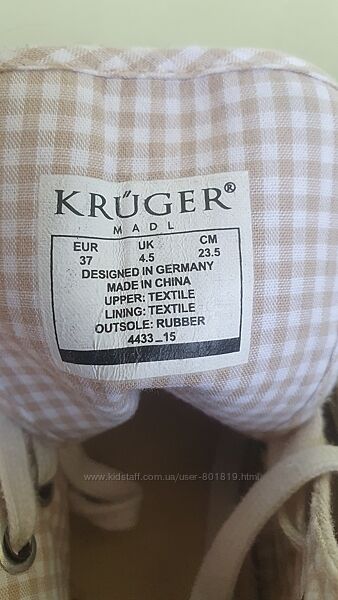 KRÜGER®
MADL
EUR UK CM
37 4.5 23.5
DESIGNED IN GERMANY
MADE IN CHINA
UPPER: TEXTILE
LINING: TEXTILE
OUTSOLE: RUBBER
4433_15
www.kidstaff.com.ua/user-801819.html